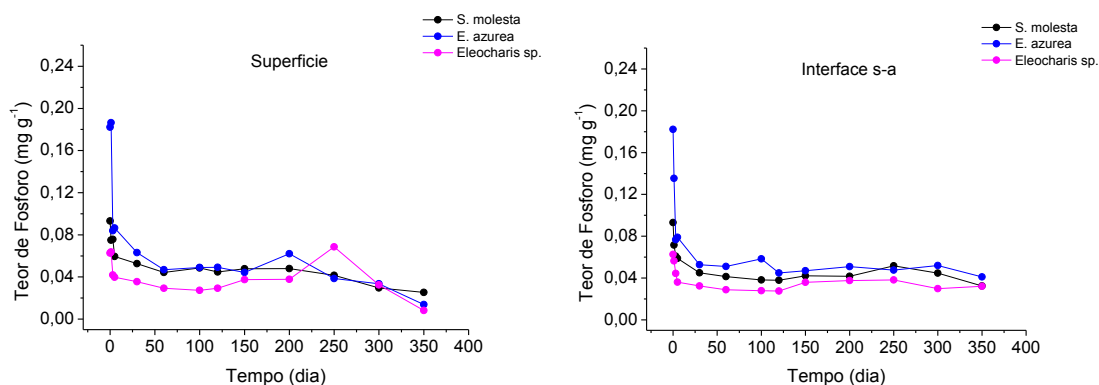 S. molesta
E. azurea
Eleocharis sp.
Superficie
Teor de Fosforo (mg g⁻¹)
0,24
0,20
0,16
0,12
0,08
0,04
0,00
0 50 100 150 200 250 300 350 400
Tempo (dia)
S. molesta
E. azurea
Eleocharis sp.
Interface s-a
Teor de Fosforo (mg g⁻¹)
0,24
0,20
0,16
0,12
0,08
0,04
0,00
0 50 100 150 200 250 300 350 400
Tempo (dia)